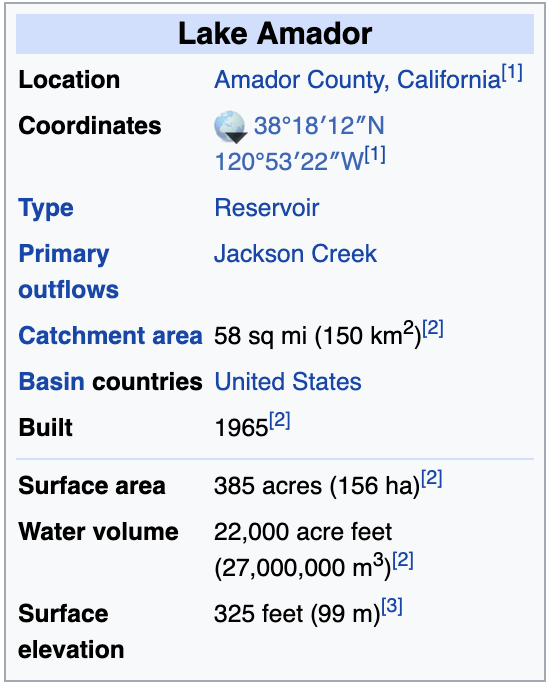 Lake Amador
Location Amador County, California[1]
Coordinates 38°18′12″N
120°53′22″W[1]
Type Reservoir
Primary Jackson Creek
outflows
Catchment area 58 sq mi (150 km2)[2]
Basin countries United States
Built 1965[2]
Surface area 385 acres (156 ha)[2]
Water volume 22,000 acre feet
(27,000,000 m3)[2]
Surface 325 feet (99 m)[3]
elevation